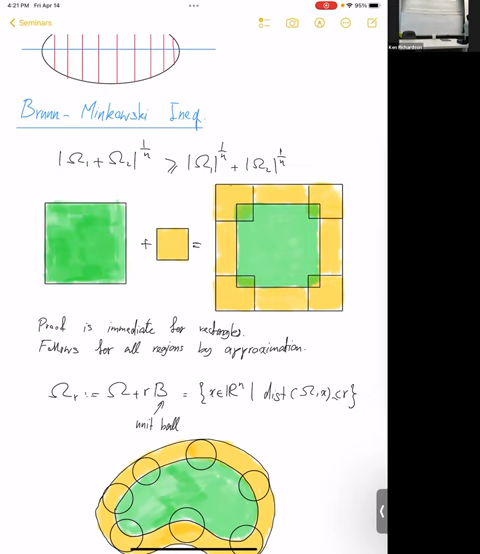 4:21 PM Fri Apr 14
95%
Seminars
Ken Richardson
Brunn-Minkowski Ineq.
|Ω₁ + Ω₂|^{1/n} ⩾ |Ω₁|^{1/n} + |Ω₂|^{1/n}
+ =
Proof is immediate for rectangles.
Follows for all regions by approximation.
Ω_r := Ω + r B = {x ∈ ℝⁿ | dist(Ω, x) ≤ r}
unit ball